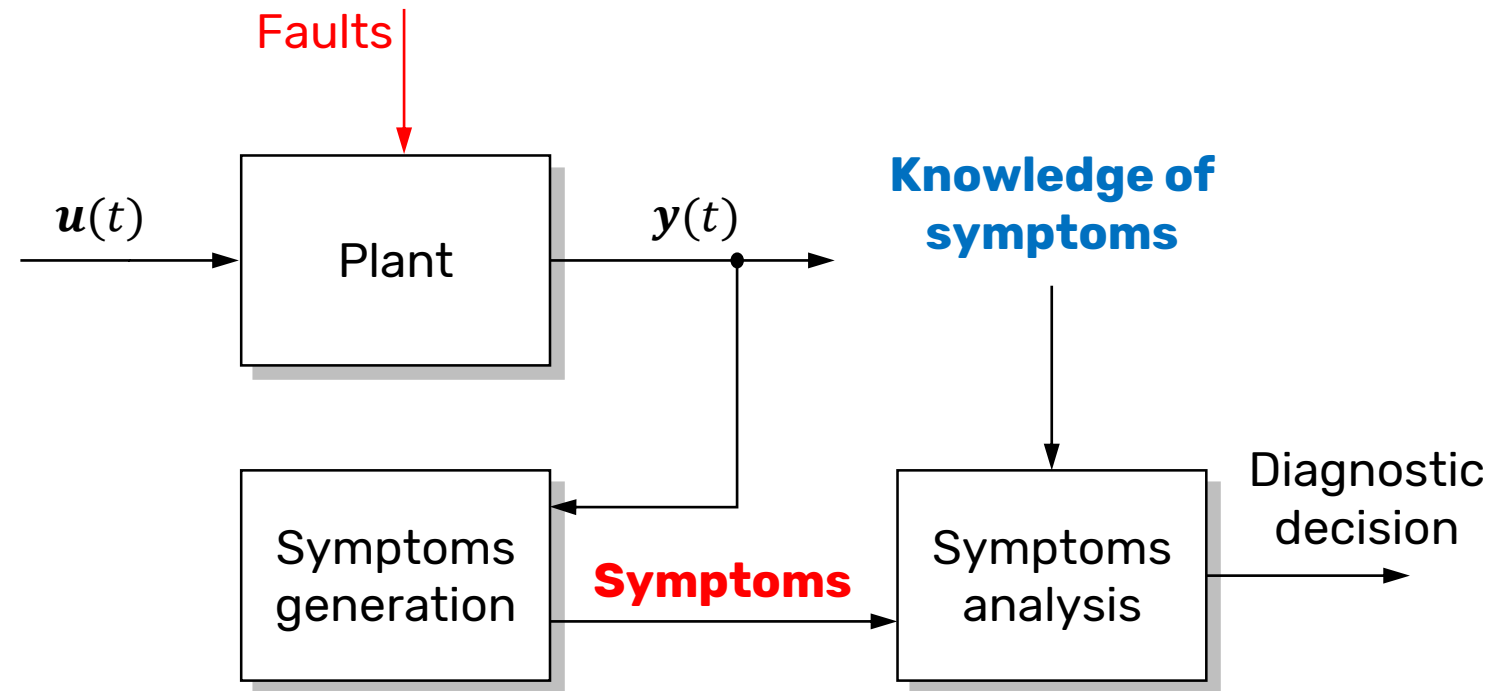 Faults
u(t)
Plant
y(t)
Knowledge of
symptoms
Symptoms
generation
Symptoms
Symptoms
analysis
Diagnostic
decision